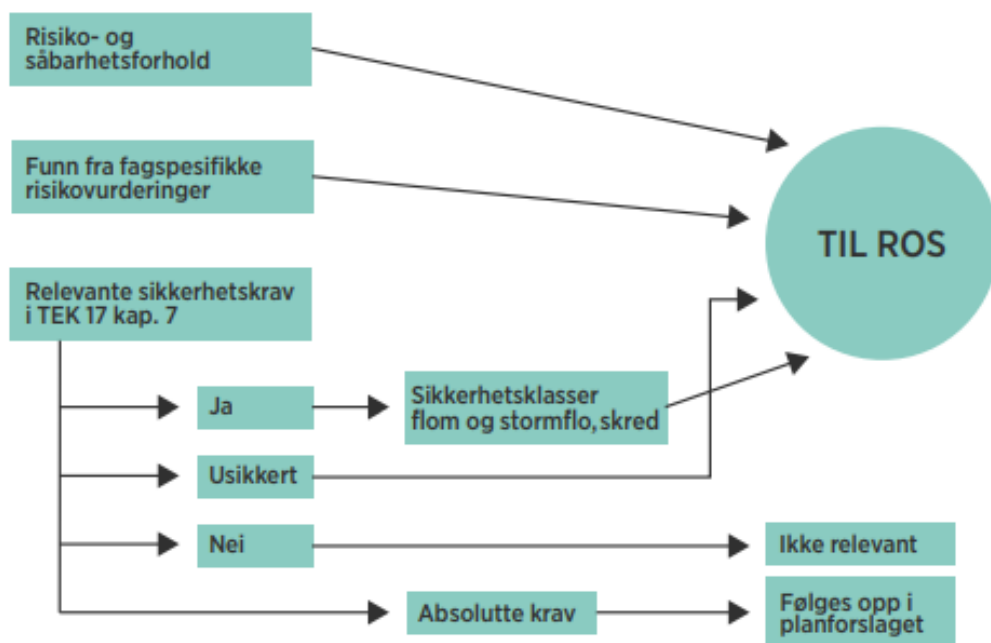 Risiko- og
såbarhetsforhold
Funn fra fagspesifikke
risikovurderinger
TIL ROS
Relevante sikkerhetskrav
i TEK 17 kap. 7
Ja
Sikkerhetsklasser
flom og stormflo, skred
Usikkert
Nei
Ikke relevant
Absolutte krav
Følges opp i
planforslaget